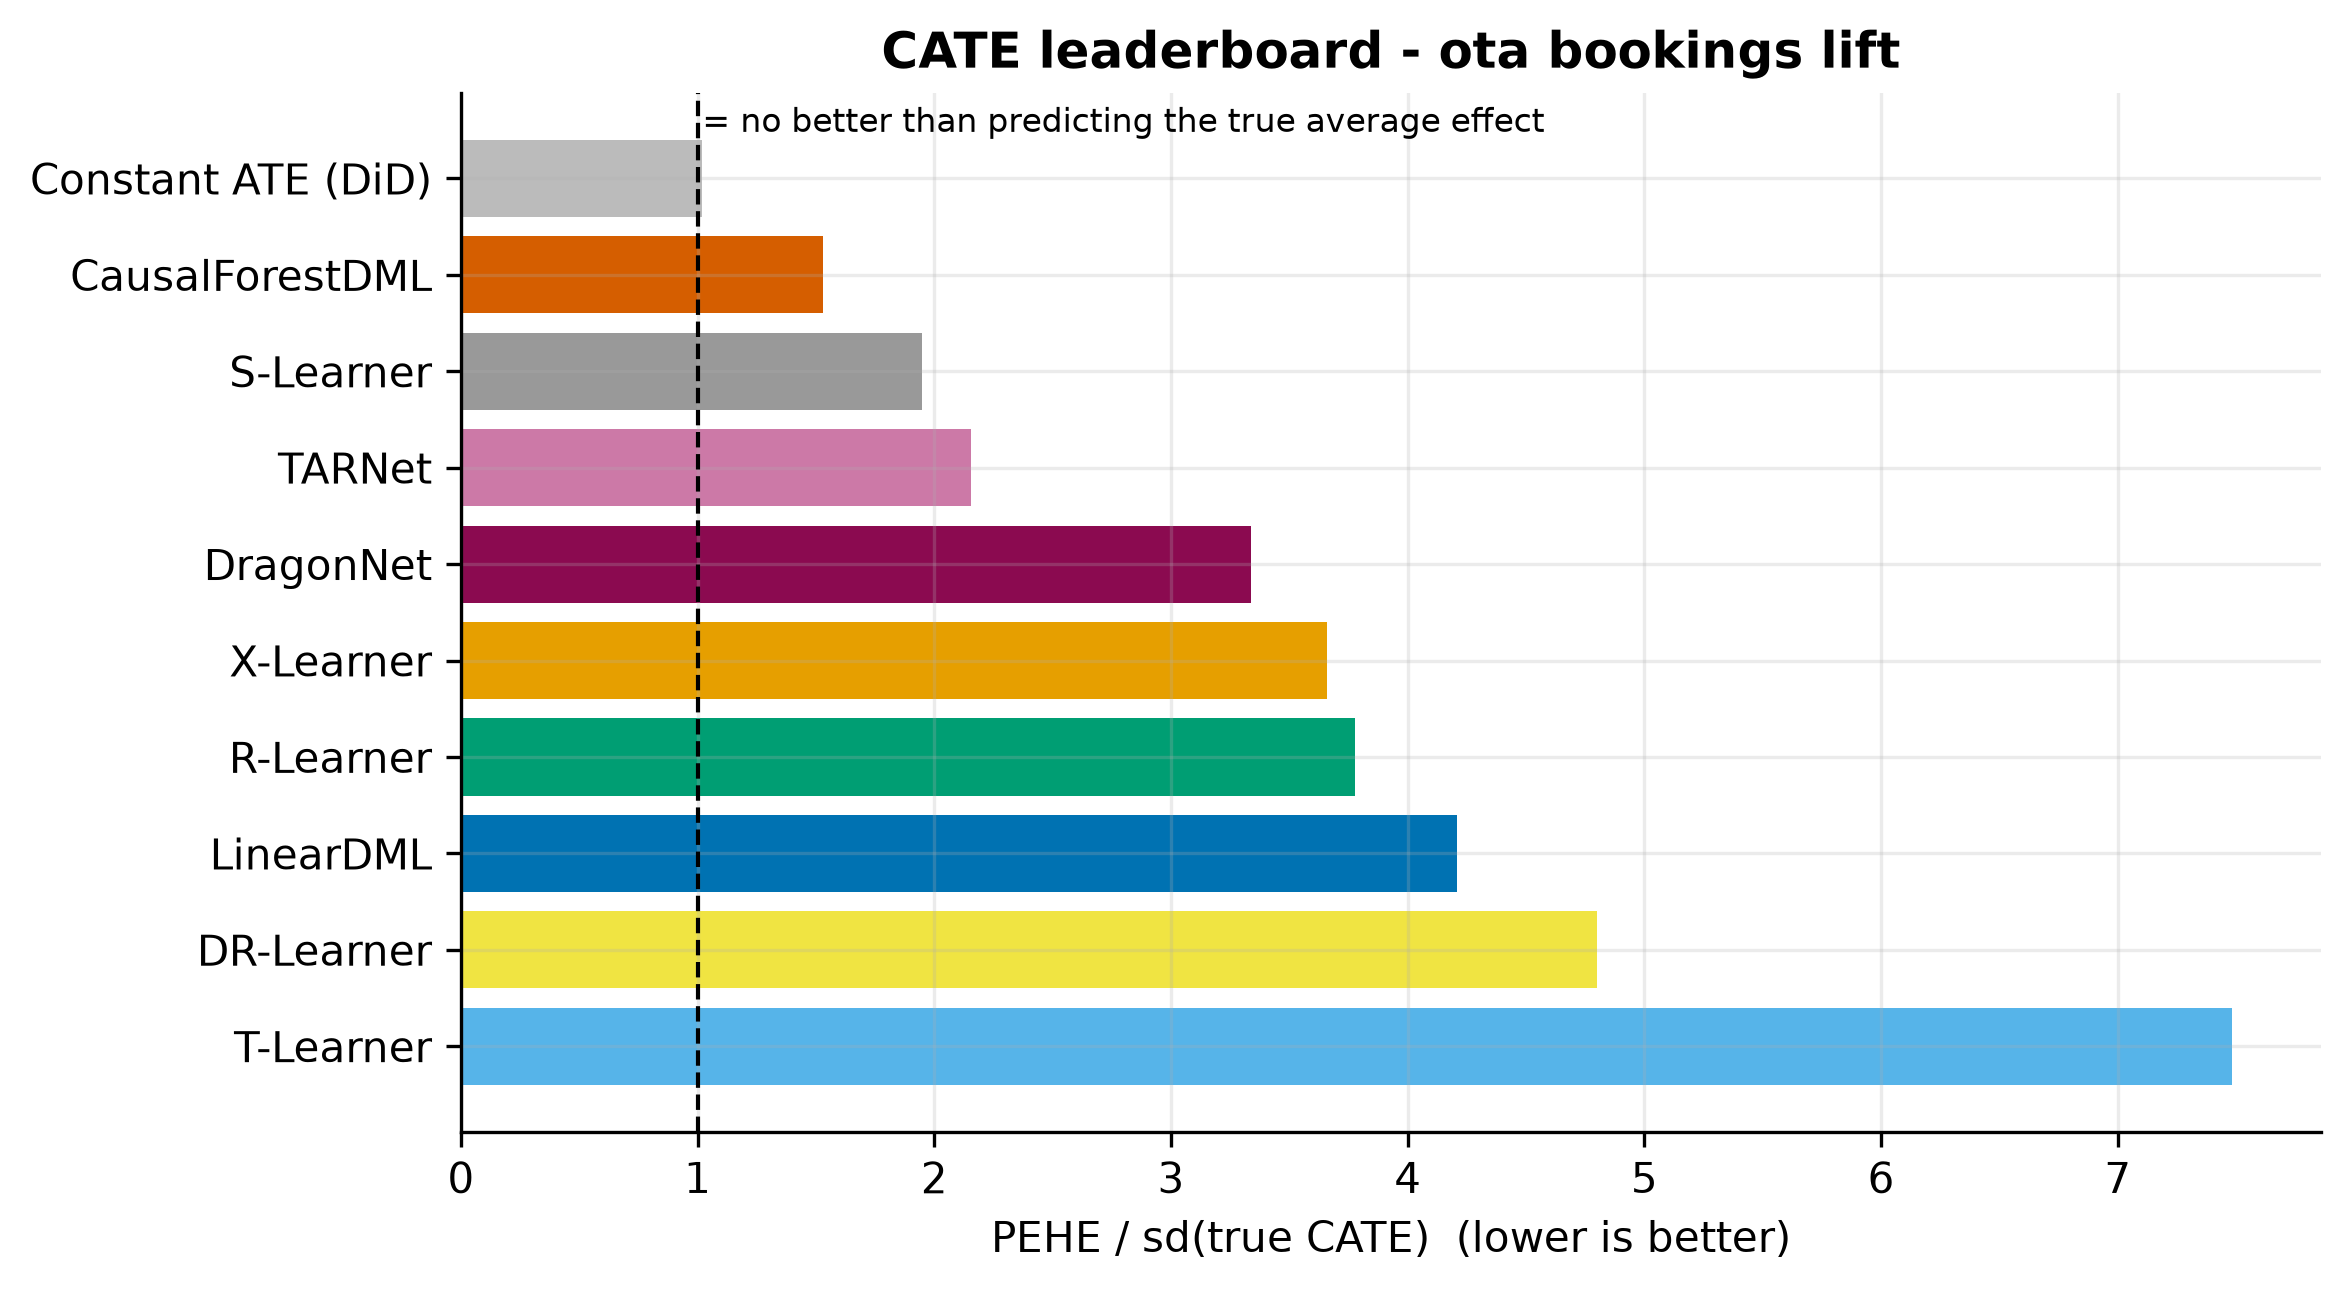 CATE leaderboard - ota bookings lift
= no better than predicting the true average effect
Constant ATE (DiD)
CausalForestDML
S-Learner
TARNet
DragonNet
X-Learner
R-Learner
LinearDML
DR-Learner
T-Learner
0 1 2 3 4 5 6 7
PEHE / sd(true CATE)  (lower is better)